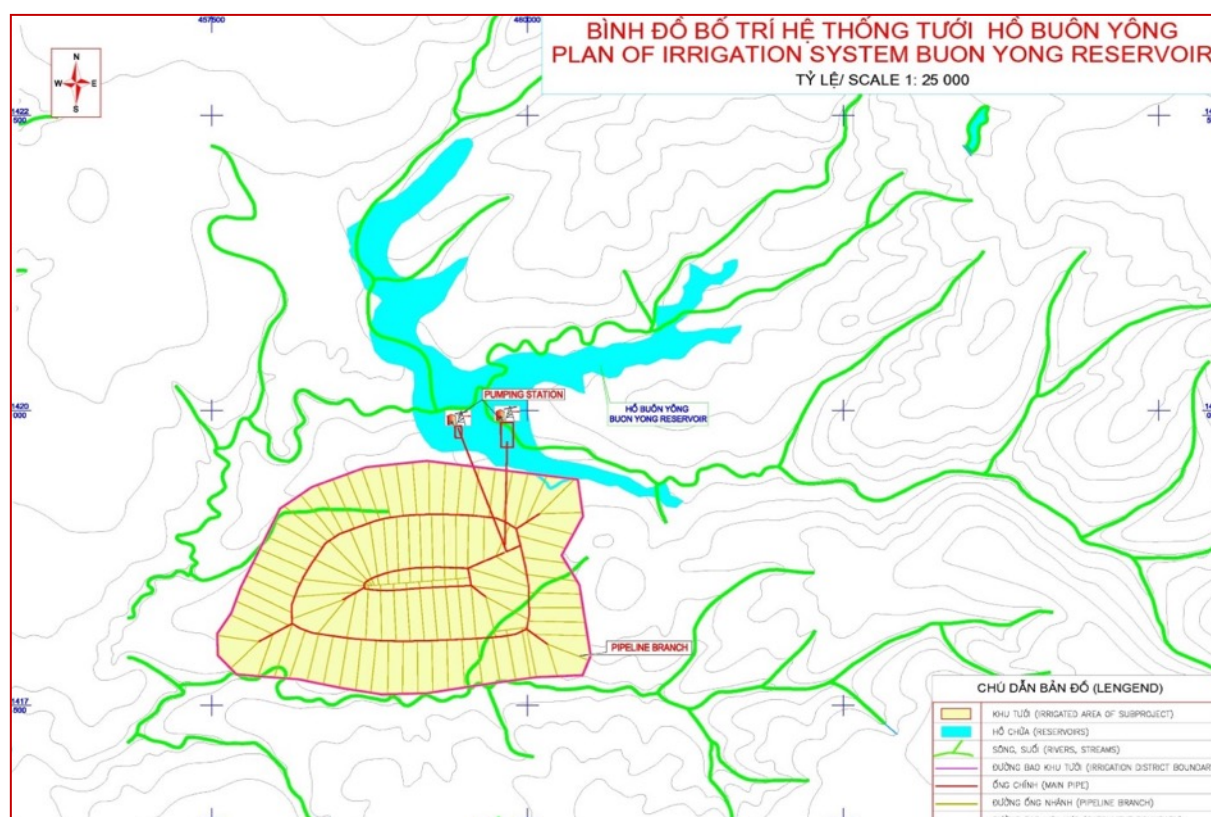 457500
480000
BÌNH ĐỒ BỐ TRÍ HỆ THỐNG TƯỚI HỒ BUÔN YÔNG
PLAN OF IRRIGATION SYSTEM BUON YONG RESERVOIR
TỶ LỆ/ SCALE 1: 25 000
N
W E
S
1422
500
PUMPING STATION
HỒ BUÔN YÔNG
BUON YONG RESERVOIR
1420
000
PIPELINE BRANCH
1417
500
CHÚ DẪN BẢN ĐỒ (LENGEND)
KHU TƯỚI (IRRIGATED AREA OF SUBPROJECT)
HỒ CHỨA (RESERVOIRS)
SÔNG, SUỐI (RIVERS, STREAMS)
ĐƯỜNG BAO KHU TƯỚI (IRRIGATION DISTRICT BOUNDAR
ỐNG CHÍNH (MAIN PIPE)
ĐƯỜNG ỐNG NHÁNH (PIPELINE BRANCH)